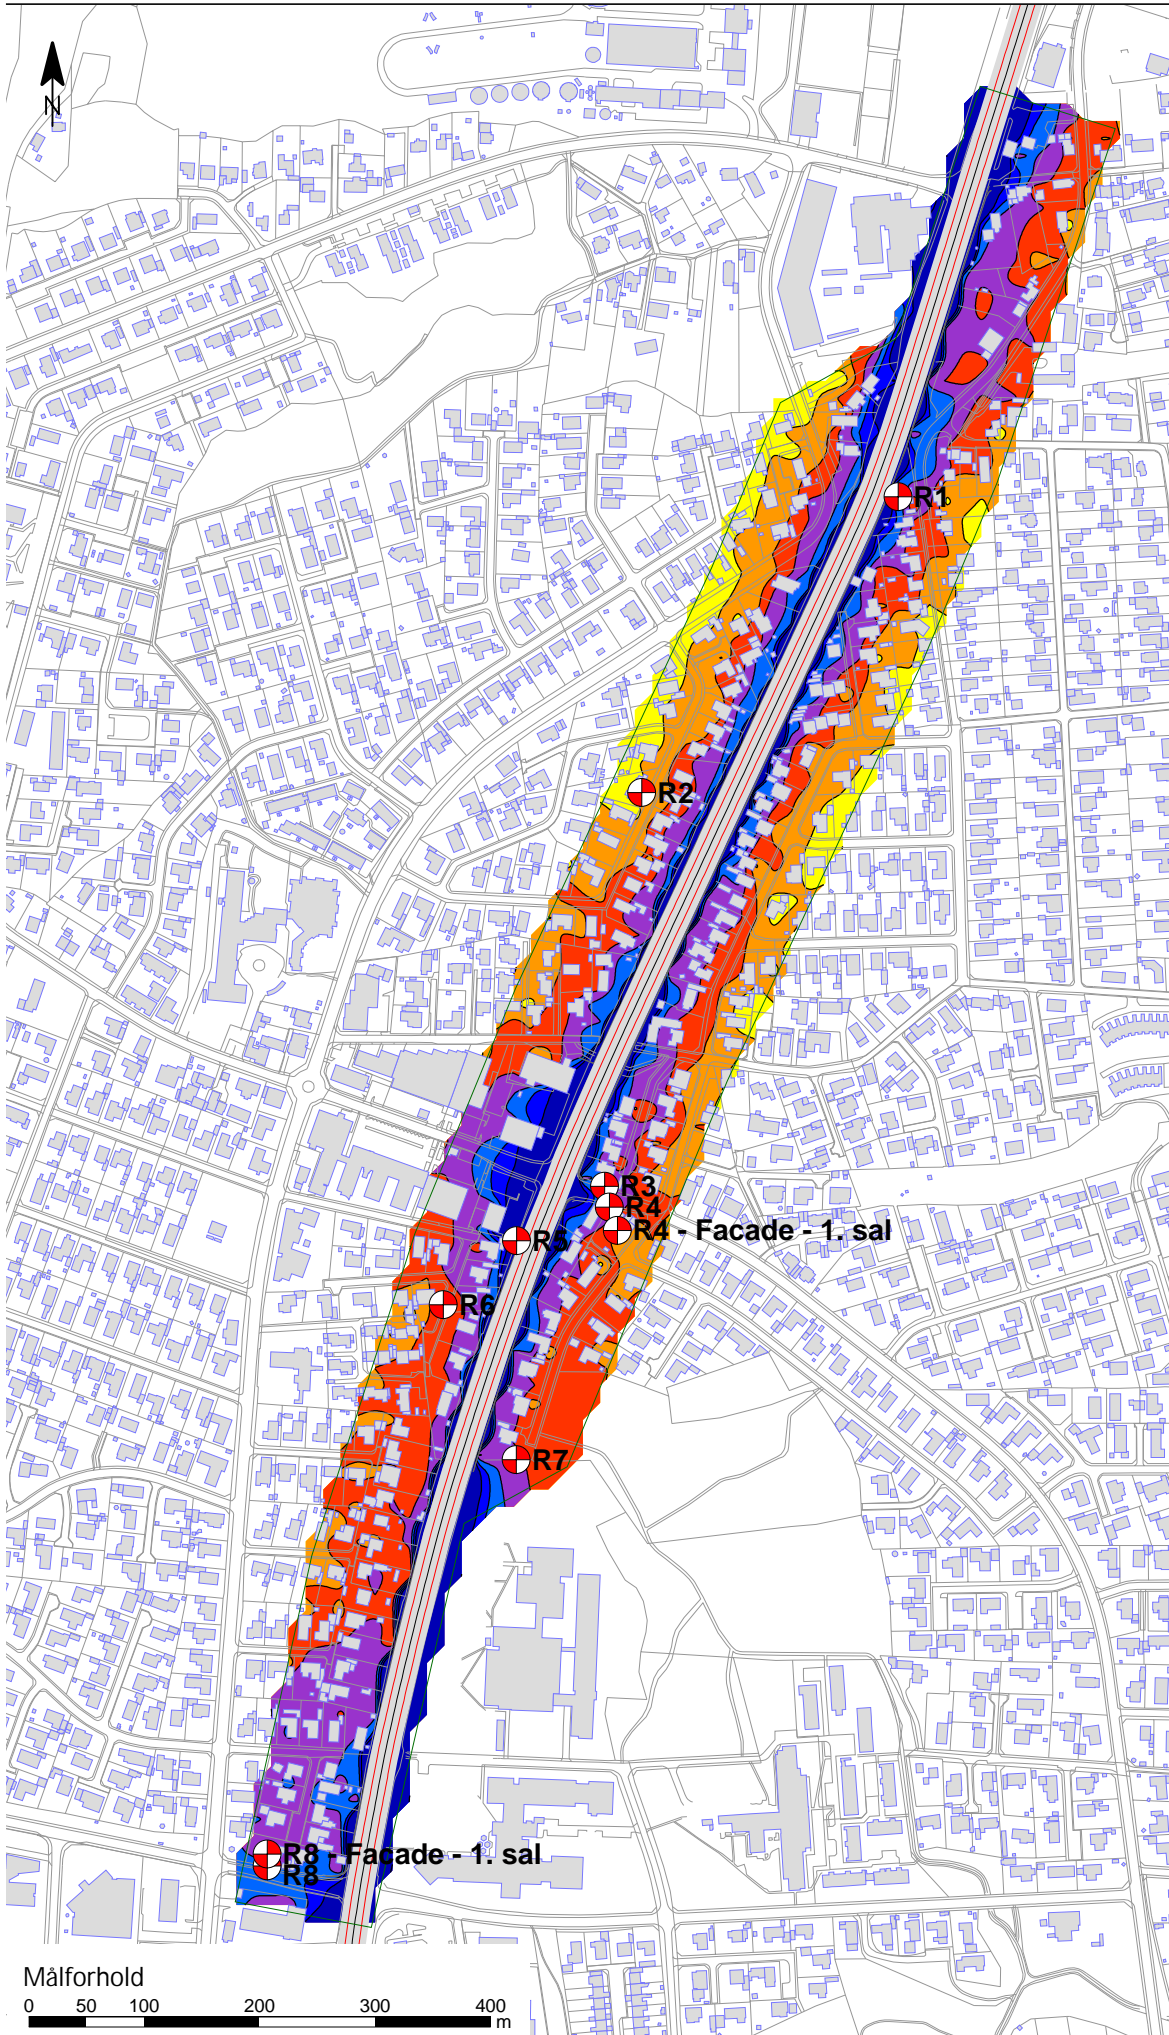 N
R1
R2
R3
R4
R4 - Facade - 1. sal
R5
R6
R7
R8 - Facade - 1. sal
R8
Målforhold
0 50 100 200 300 400
m